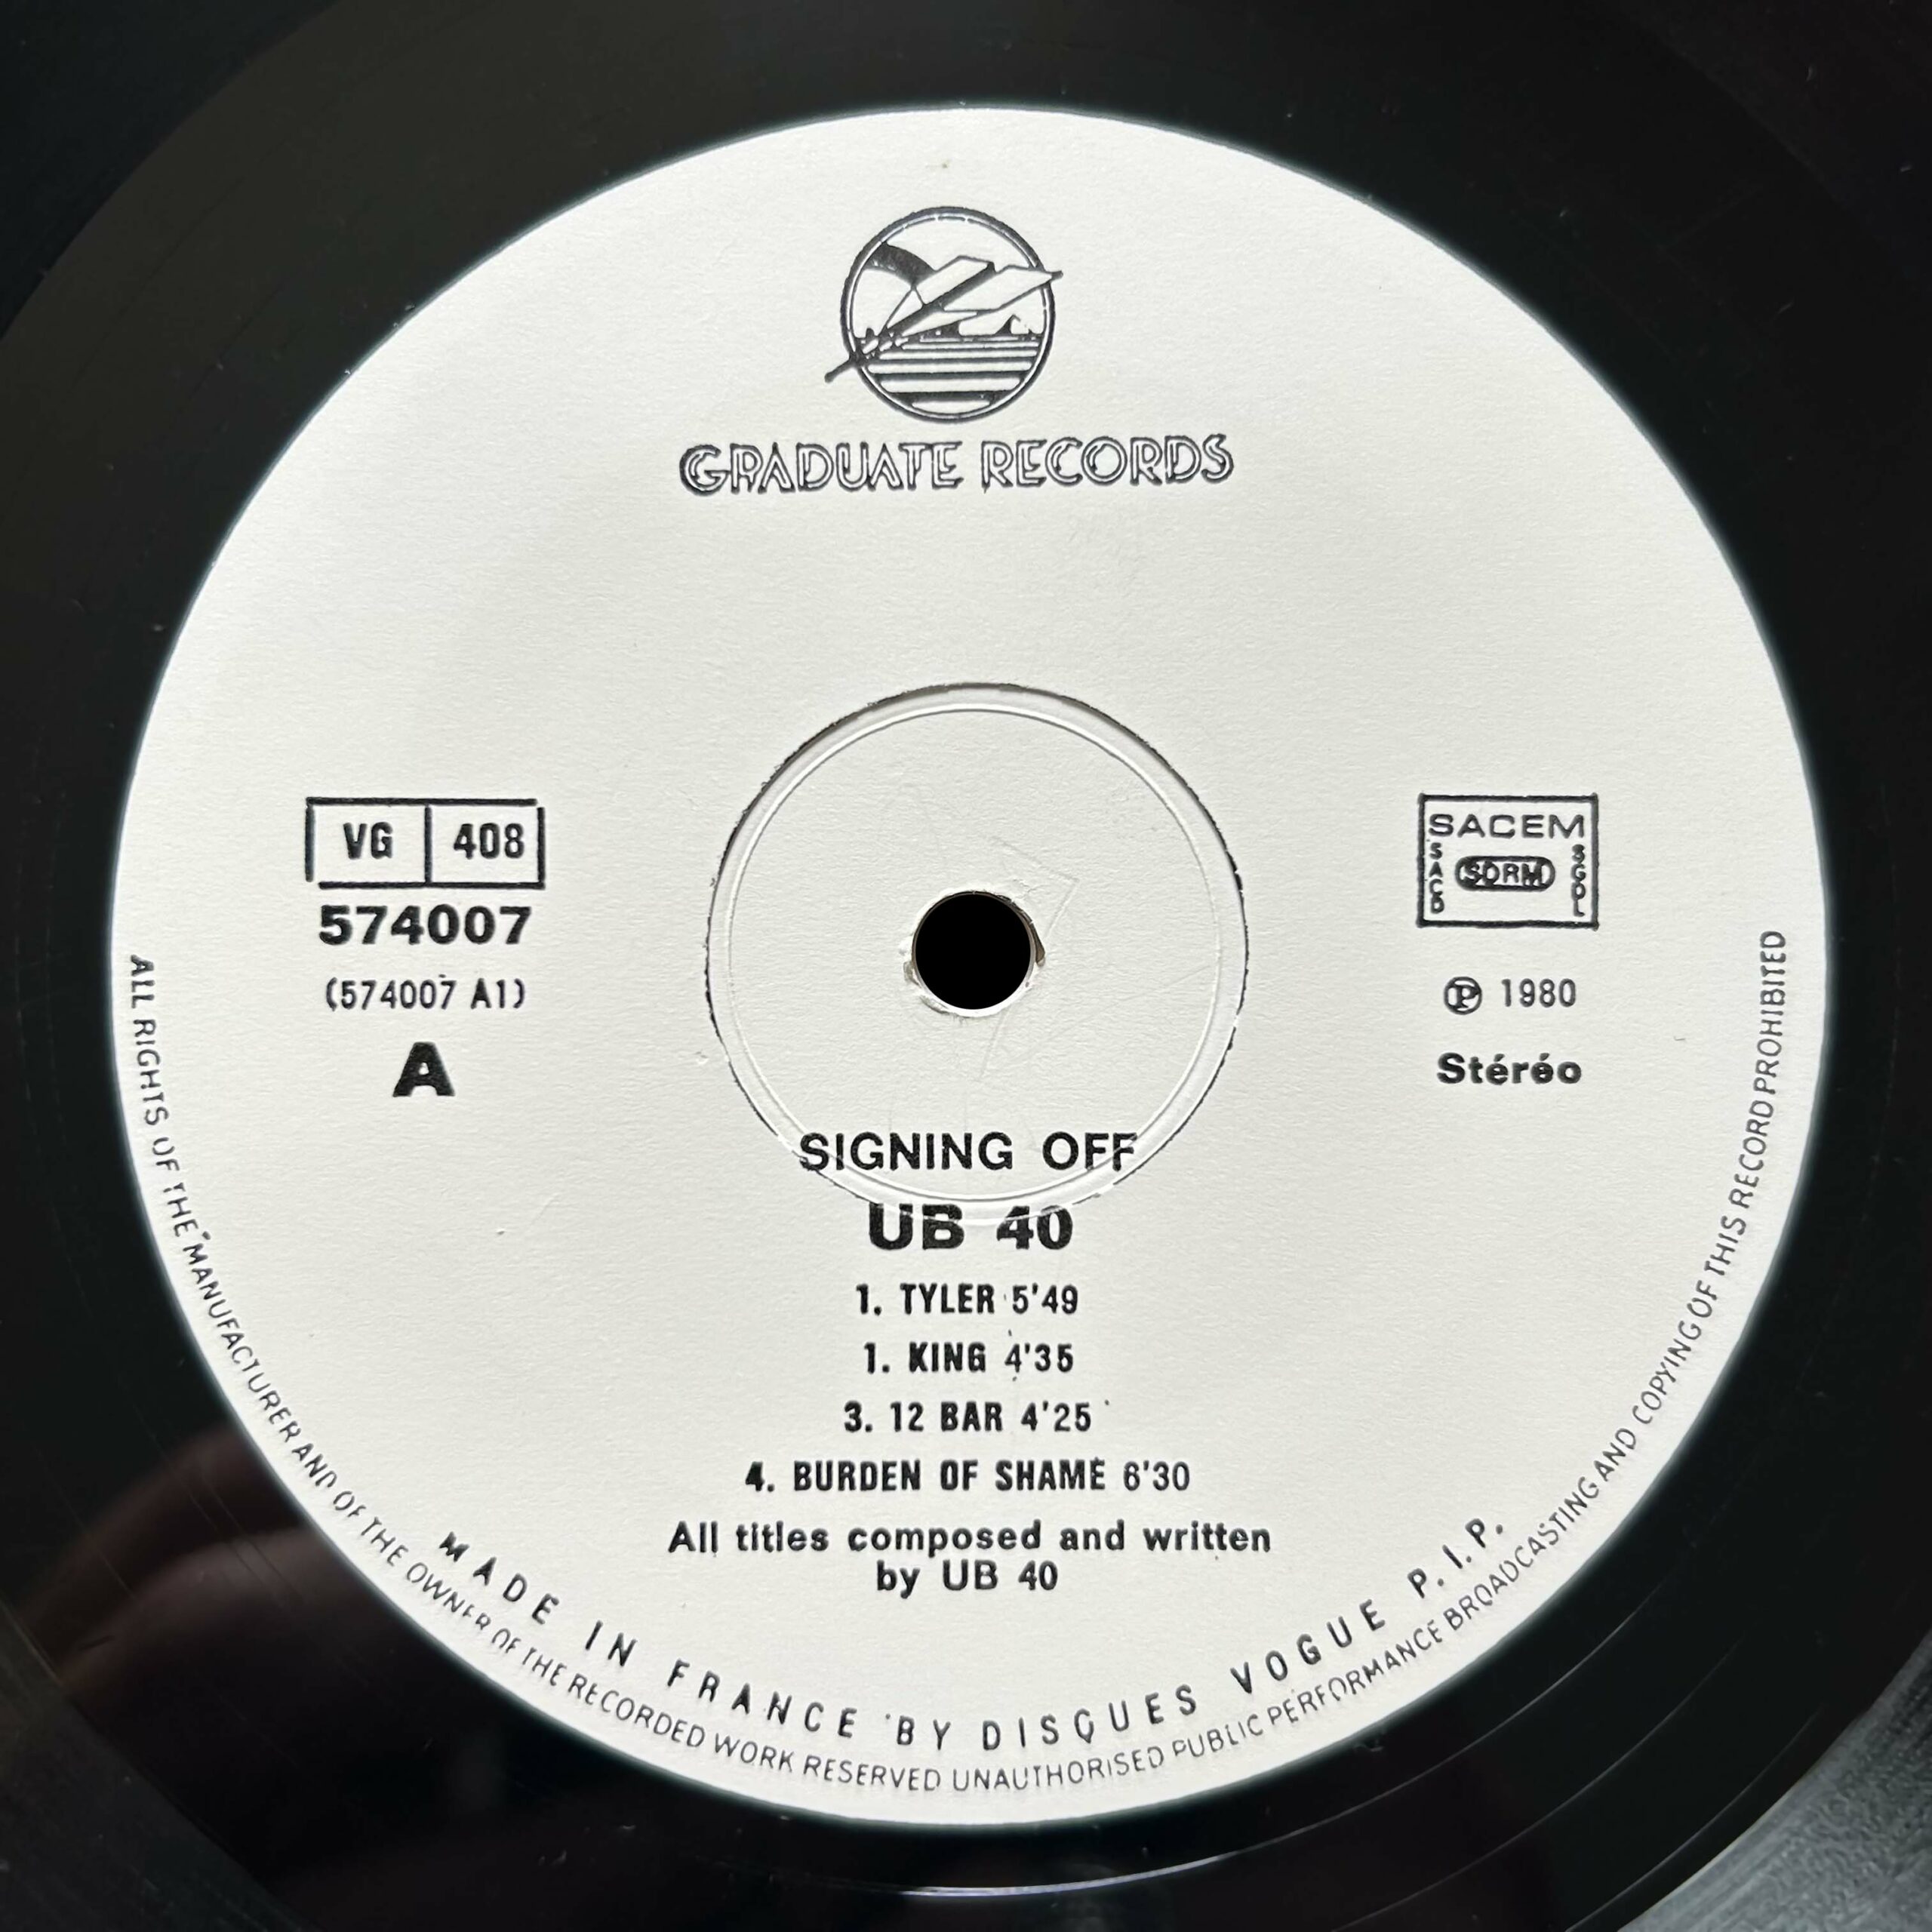 GRADUATE RECORDS
VG 408
574007
(574007 A1)
A
SACEM
SACD
SDRM
SGDL
℗ 1980
Stéréo
SIGNING OFF
UB 40
1. TYLER 5'49
1. KING 4'35
3. 12 BAR 4'25
4. BURDEN OF SHAME 6'30
All titles composed and written
by UB 40
MADE IN FRANCE BY DISQUES VOGUE P.I.P.
ALL RIGHTS OF THE MANUFACTURER AND OF THE OWNER OF THE RECORDED WORK RESERVED UNAUTHORISED PUBLIC PERFORMANCE BROADCASTING AND COPYING OF THIS RECORD PROHIBITED